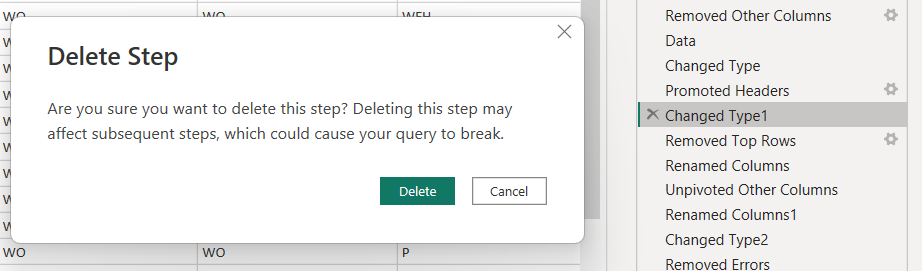 WO WO WFH
Delete Step
Are you sure you want to delete this step? Deleting this step may
affect subsequent steps, which could cause your query to break.
Delete Cancel
W
W
W
W
W
W
W
W
WO WO P
Removed Other Columns
Data
Changed Type
Promoted Headers
Changed Type1
Removed Top Rows
Renamed Columns
Unpivoted Other Columns
Renamed Columns1
Changed Type2
Removed Errors